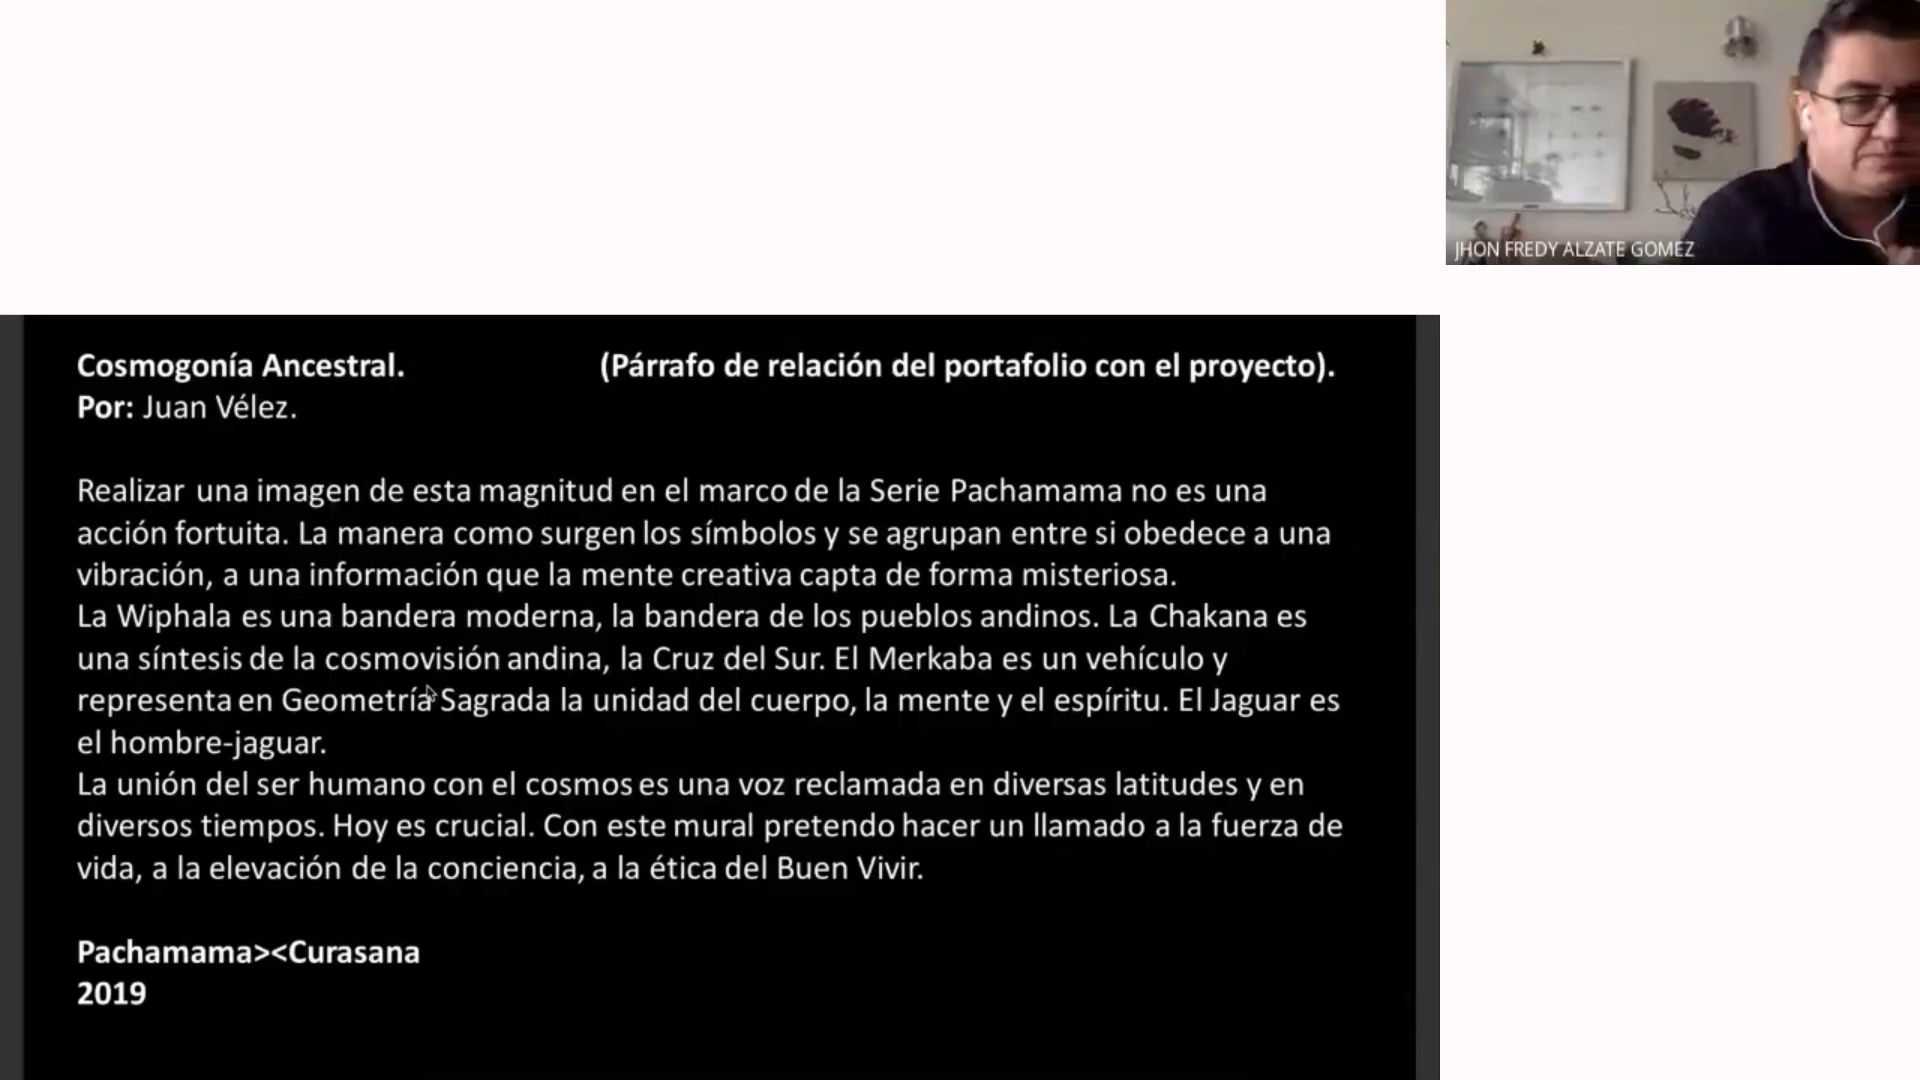 JHON FREDY ALZATE GOMEZ
Cosmogonía Ancestral. (Párrafo de relación del portafolio con el proyecto).
Por: Juan Vélez.
Realizar una imagen de esta magnitud en el marco de la Serie Pachamama no es una
acción fortuita. La manera como surgen los símbolos y se agrupan entre si obedece a una
vibración, a una información que la mente creativa capta de forma misteriosa.
La Wiphala es una bandera moderna, la bandera de los pueblos andinos. La Chakana es
una síntesis de la cosmovisión andina, la Cruz del Sur. El Merkaba es un vehículo y
representa en Geometría Sagrada la unidad del cuerpo, la mente y el espíritu. El Jaguar es
el hombre-jaguar.
La unión del ser humano con el cosmos es una voz reclamada en diversas latitudes y en
diversos tiempos. Hoy es crucial. Con este mural pretendo hacer un llamado a la fuerza de
vida, a la elevación de la conciencia, a la ética del Buen Vivir.
Pachamama><Curasana
2019